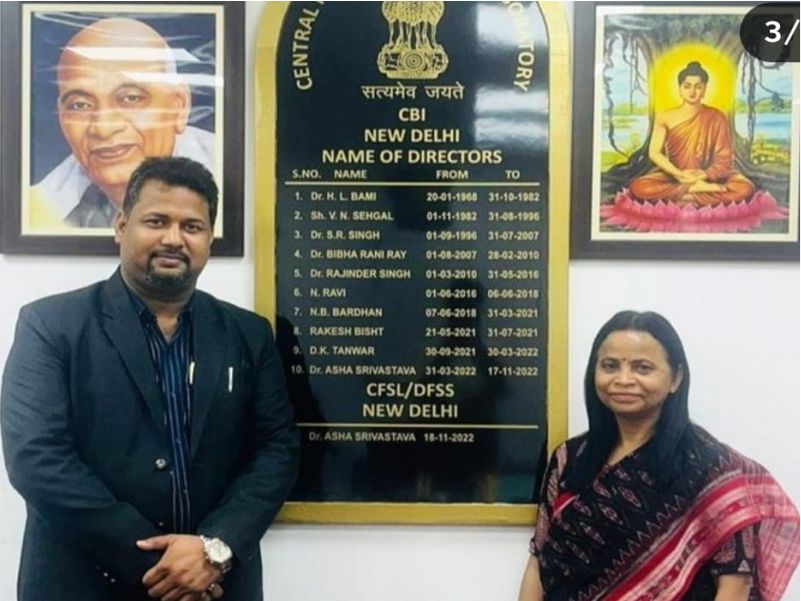 3/
CENTRAL
ATORY
सत्यमेव जयते
CBI
NEW DELHI
NAME OF DIRECTORS
S.NO. NAME FROM TO
1. Dr. H. L. BAMI 20-01-1968 31-10-1982
2. Sh. V. N. SEHGAL 01-11-1982 31-08-1996
3. Dr. S.R. SINGH 01-09-1996 31-07-2007
4. Dr. BIBHA RANI RAY 01-08-2007 28-02-2010
5. Dr. RAJINDER SINGH 01-03-2010 31-05-2016
6. N. RAVI 01-06-2016 06-06-2018
7. N.B. BARDHAN 07-06-2018 31-03-2021
8. RAKESH BISHT 21-05-2021 31-07-2021
9. D.K. TANWAR 30-09-2021 30-03-2022
10. Dr. ASHA SRIVASTAVA 31-03-2022 17-11-2022
CFSL/DFSS
NEW DELHI
Dr. ASHA SRIVASTAVA 18-11-2022